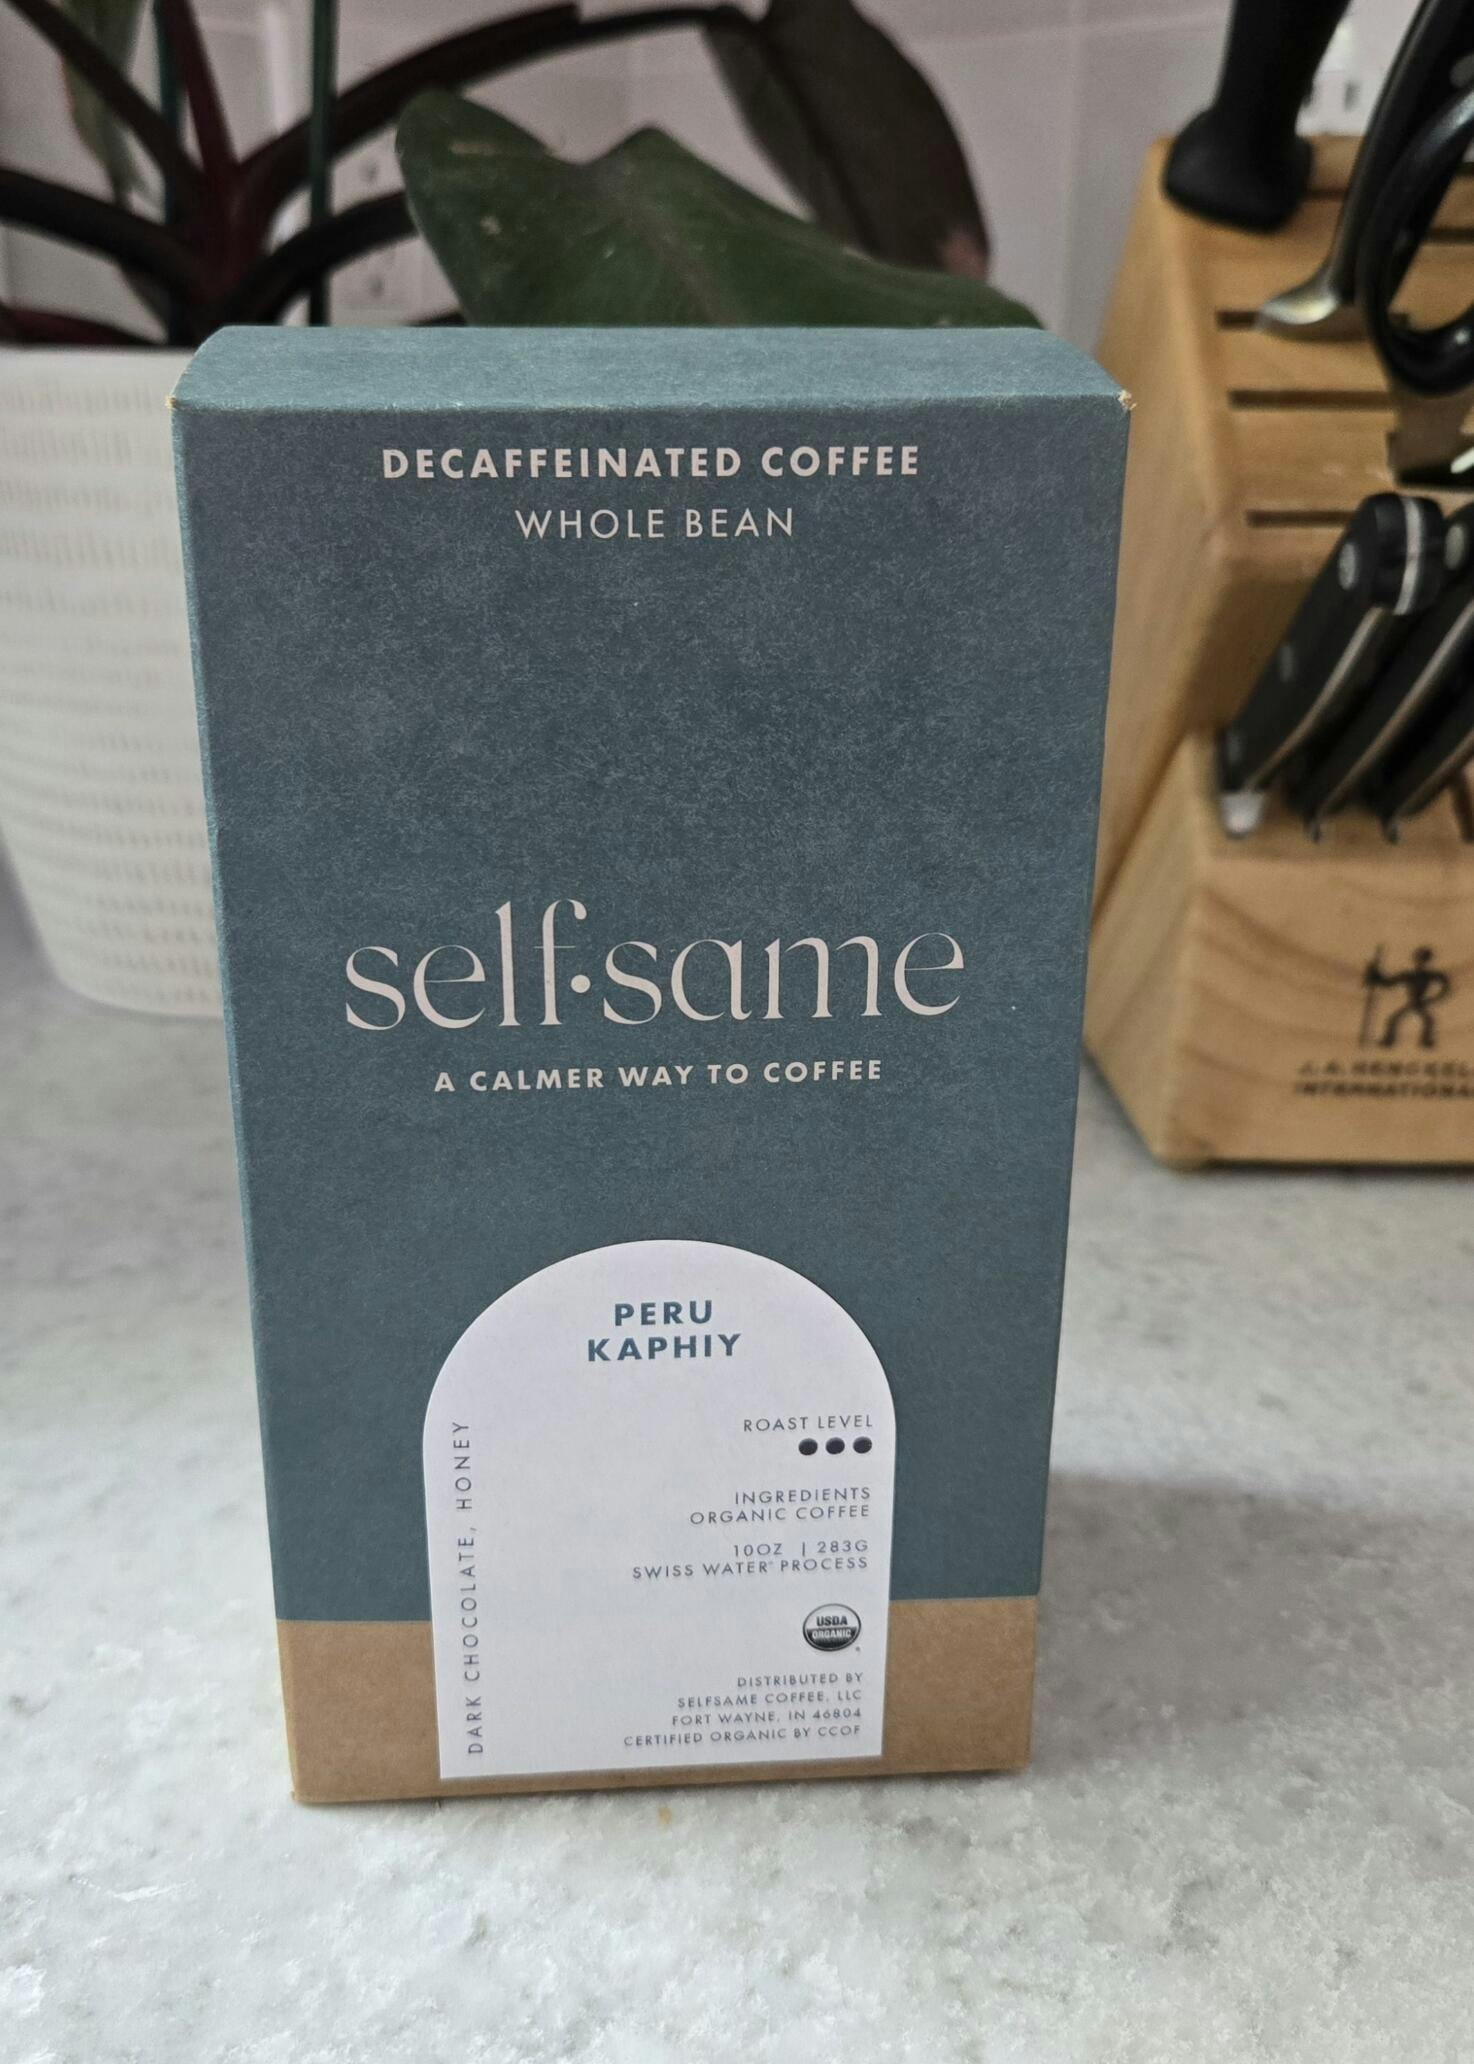 DECAFFEINATED COFFEE
WHOLE BEAN
self·same
A CALMER WAY TO COFFEE
PERU
KAPHIY
ROAST LEVEL
INGREDIENTS
ORGANIC COFFEE
10OZ | 283G
SWISS WATER® PROCESS
USDA
ORGANIC
DISTRIBUTED BY
SELFSAME COFFEE, LLC
FORT WAYNE, IN 46804
CERTIFIED ORGANIC BY CCOF
DARK CHOCOLATE, HONEY
J.A. HENCKEL
INTERNATIONA